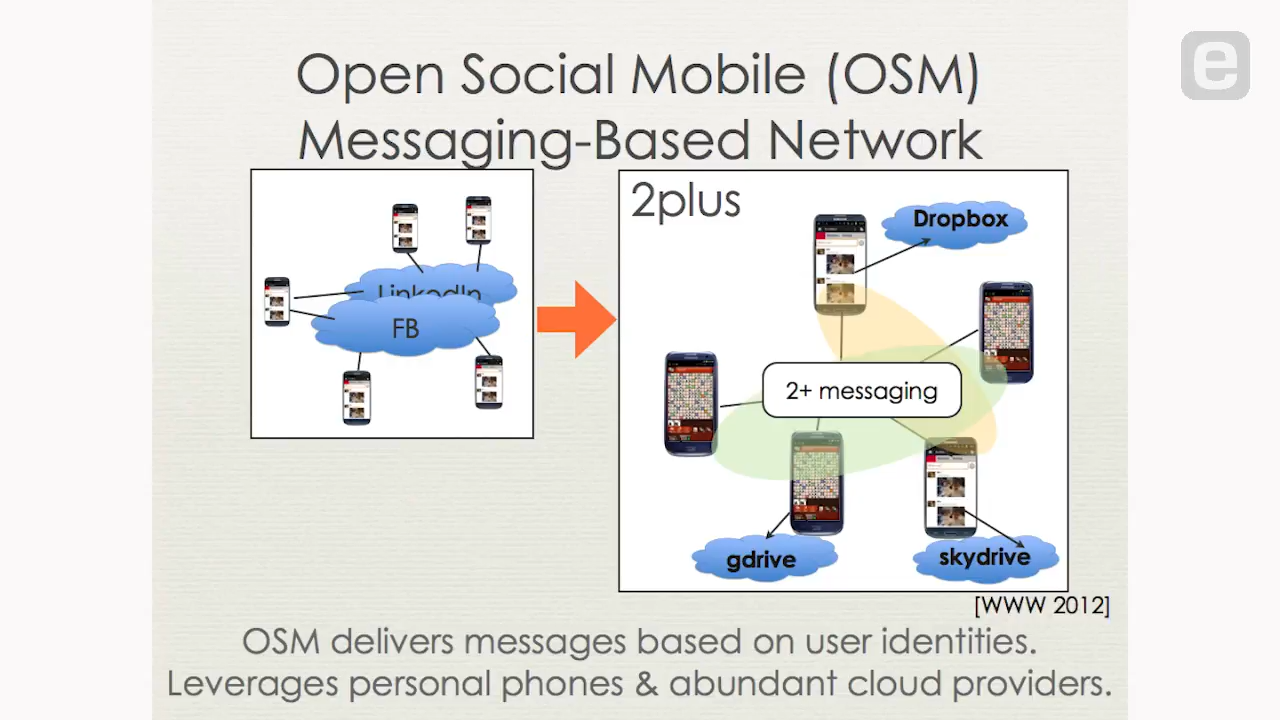 Open Social Mobile (OSM)
Messaging-Based Network
LinkedIn
FB
2plus
Dropbox
2+ messaging
gdrive
skydrive
[WWW 2012]
OSM delivers messages based on user identities.
Leverages personal phones & abundant cloud providers.
e